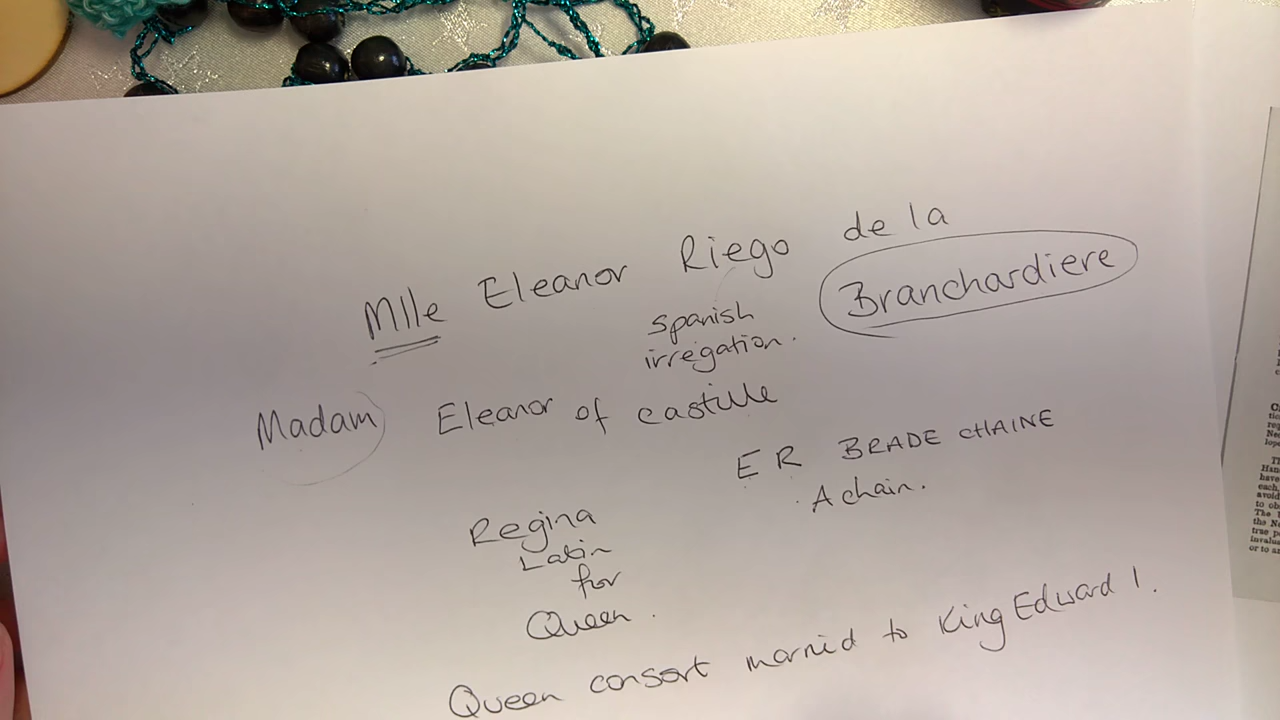 Mlle Eleanor Riego de la
Branchardiere
Spanish
irregation.
Madam Eleanor of castille
ER BRADE CHAINE
A chain.
Regina
Latin
for
Queen.
Queen consort married to King Edward 1.